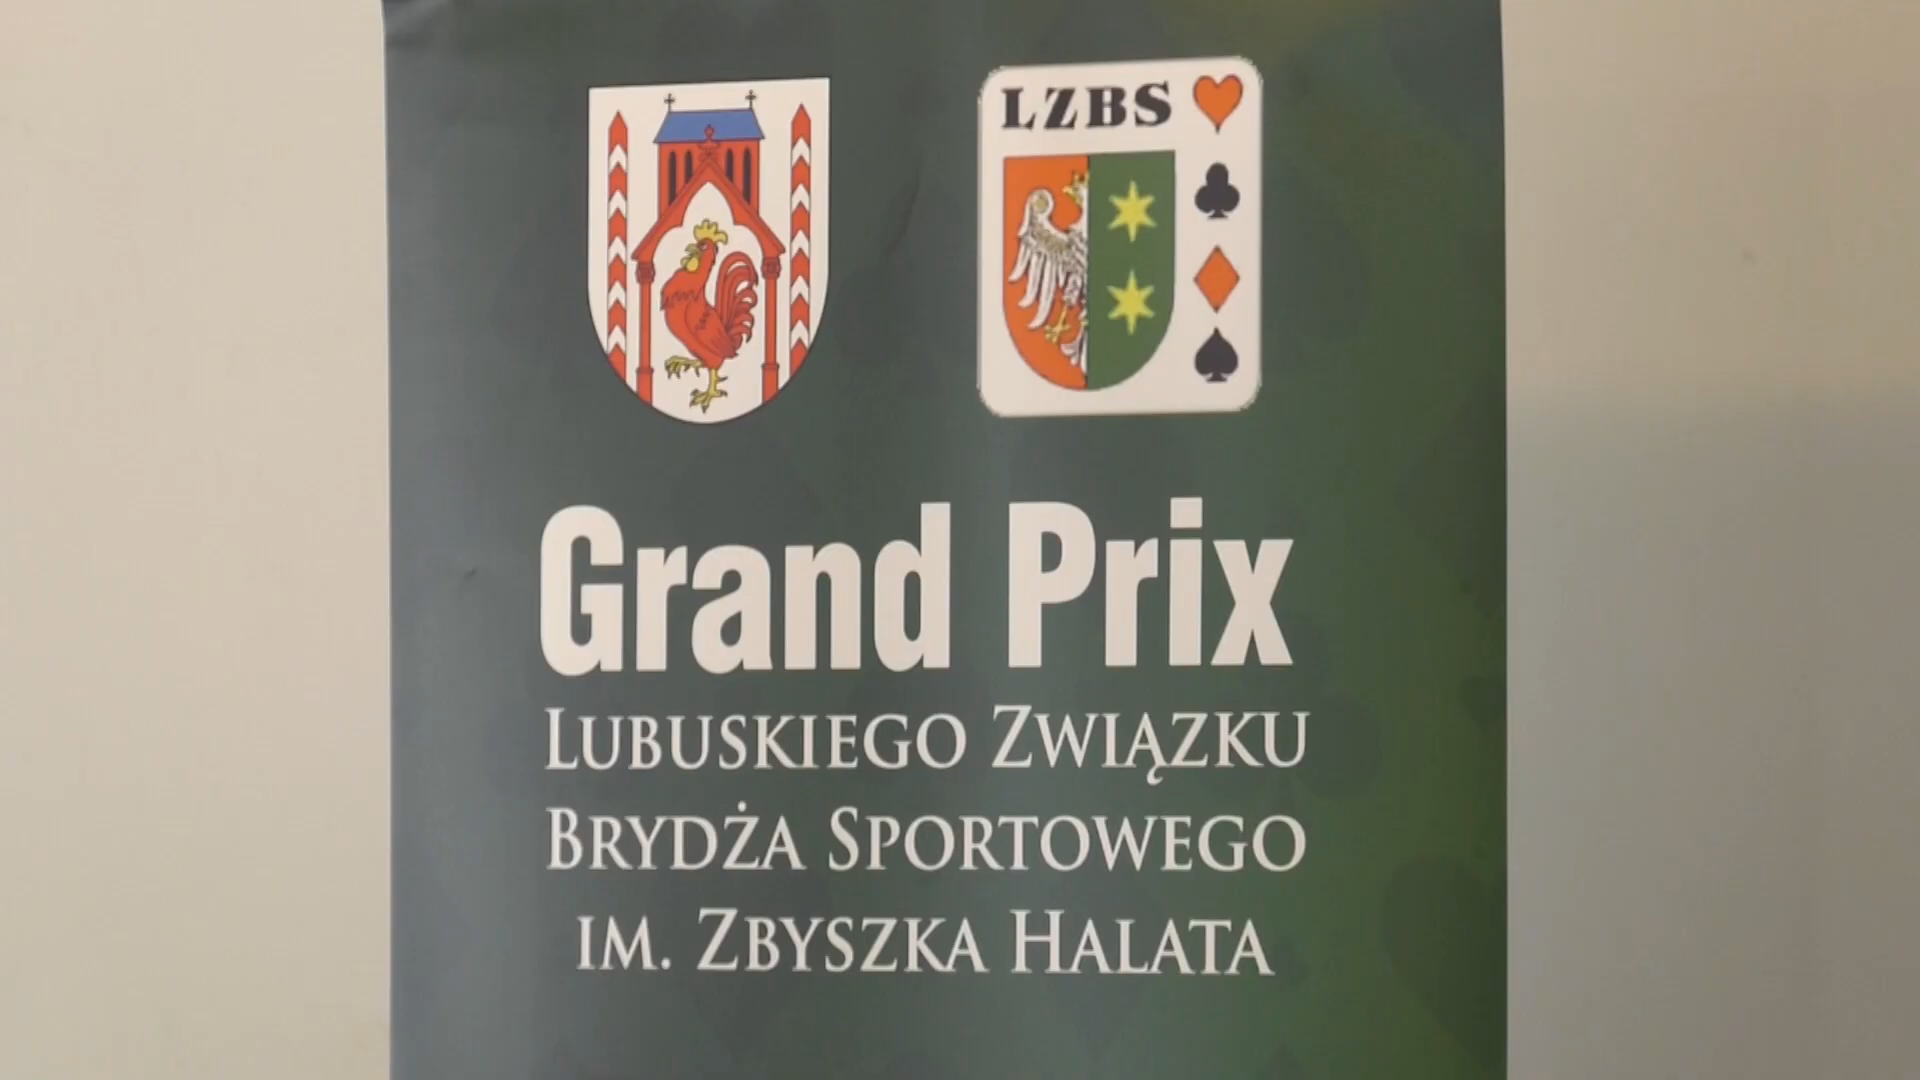 LZBS
Grand Prix
LUBUSKIEGO ZWIĄZKU
BRYDŻA SPORTOWEGO
IM. ZBYSZKA HALATA